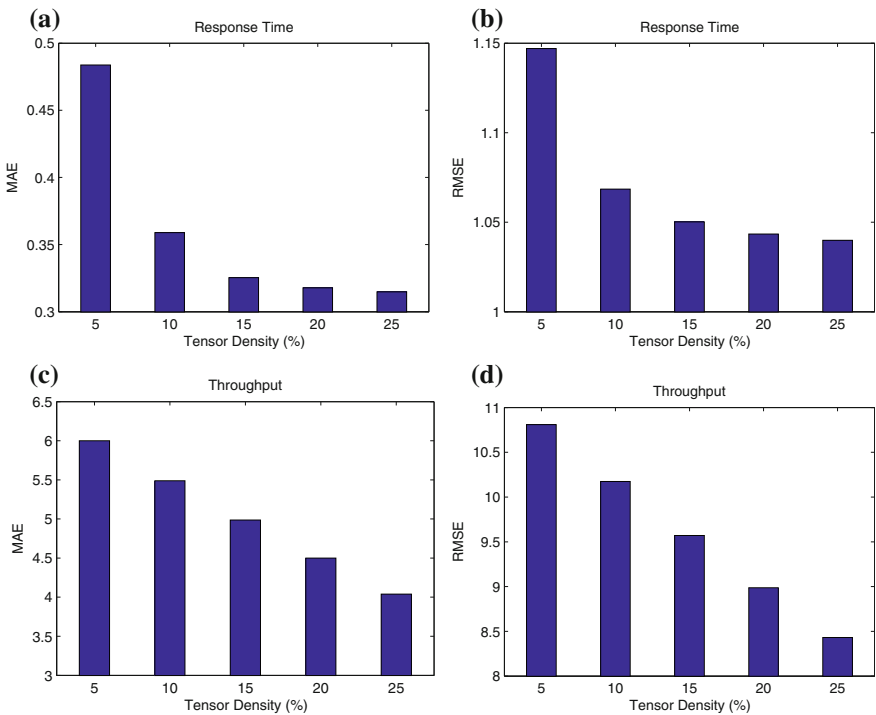 (a)
Response Time
0.5
0.45
0.4
0.35
0.3
MAE
5 10 15 20 25
Tensor Density (%)
(b)
Response Time
1.15
1.1
1.05
1
RMSE
5 10 15 20 25
Tensor Density (%)
(c)
Throughput
6.5
6
5.5
5
4.5
4
3.5
3
MAE
5 10 15 20 25
Tensor Density (%)
(d)
Throughput
11
10.5
10
9.5
9
8.5
8
RMSE
5 10 15 20 25
Tensor Density (%)